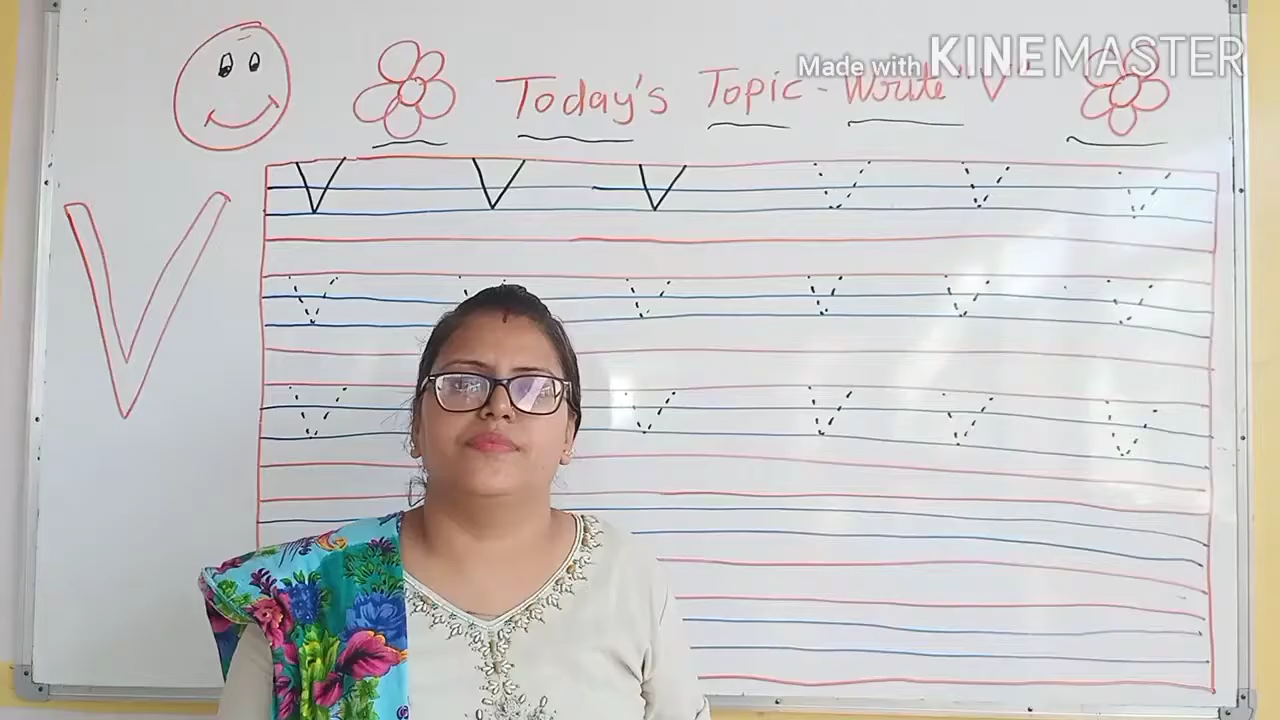 Made with KINEMASTER
Today's Topic - Write "V"
V V V V V V V
V V V V V V
V V V V V